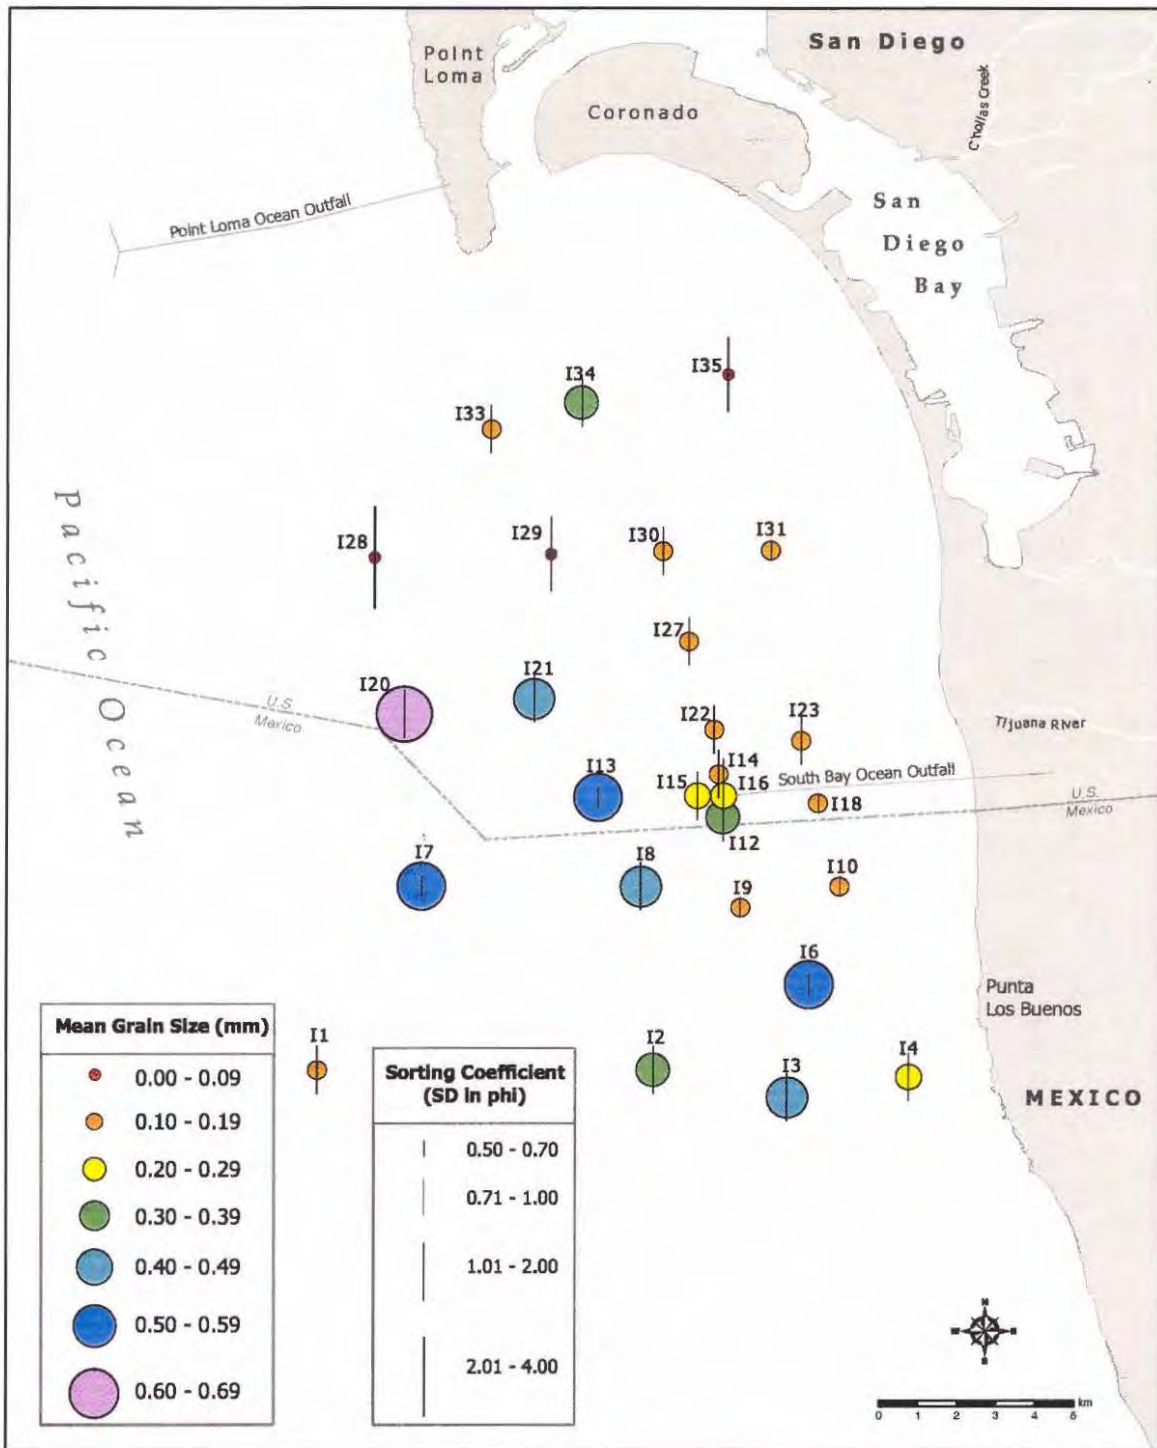 San Diego
Point
Loma
Coronado
Chollas Creek
Point Loma Ocean Outfall
San
Diego
Bay
I35
I34
I33
I28
I29
I30
I31
I27
Pacific Ocean
I20
I21
U.S.
Mexico
I22
I23
Tijuana River
I13
I14
I15
I16
South Bay Ocean Outfall
I18
U.S.
Mexico
I12
I7
I8
I10
I9
I6
Punta
Los Buenos
I1
I2
I3
I4
MEXICO
Mean Grain Size (mm)
0.00 - 0.09
0.10 - 0.19
0.20 - 0.29
0.30 - 0.39
0.40 - 0.49
0.50 - 0.59
0.60 - 0.69
Sorting Coefficient
(SD in phi)
0.50 - 0.70
0.71 - 1.00
1.01 - 2.00
2.01 - 4.00
N
W
E
S
km
0 1 2 3 4 5